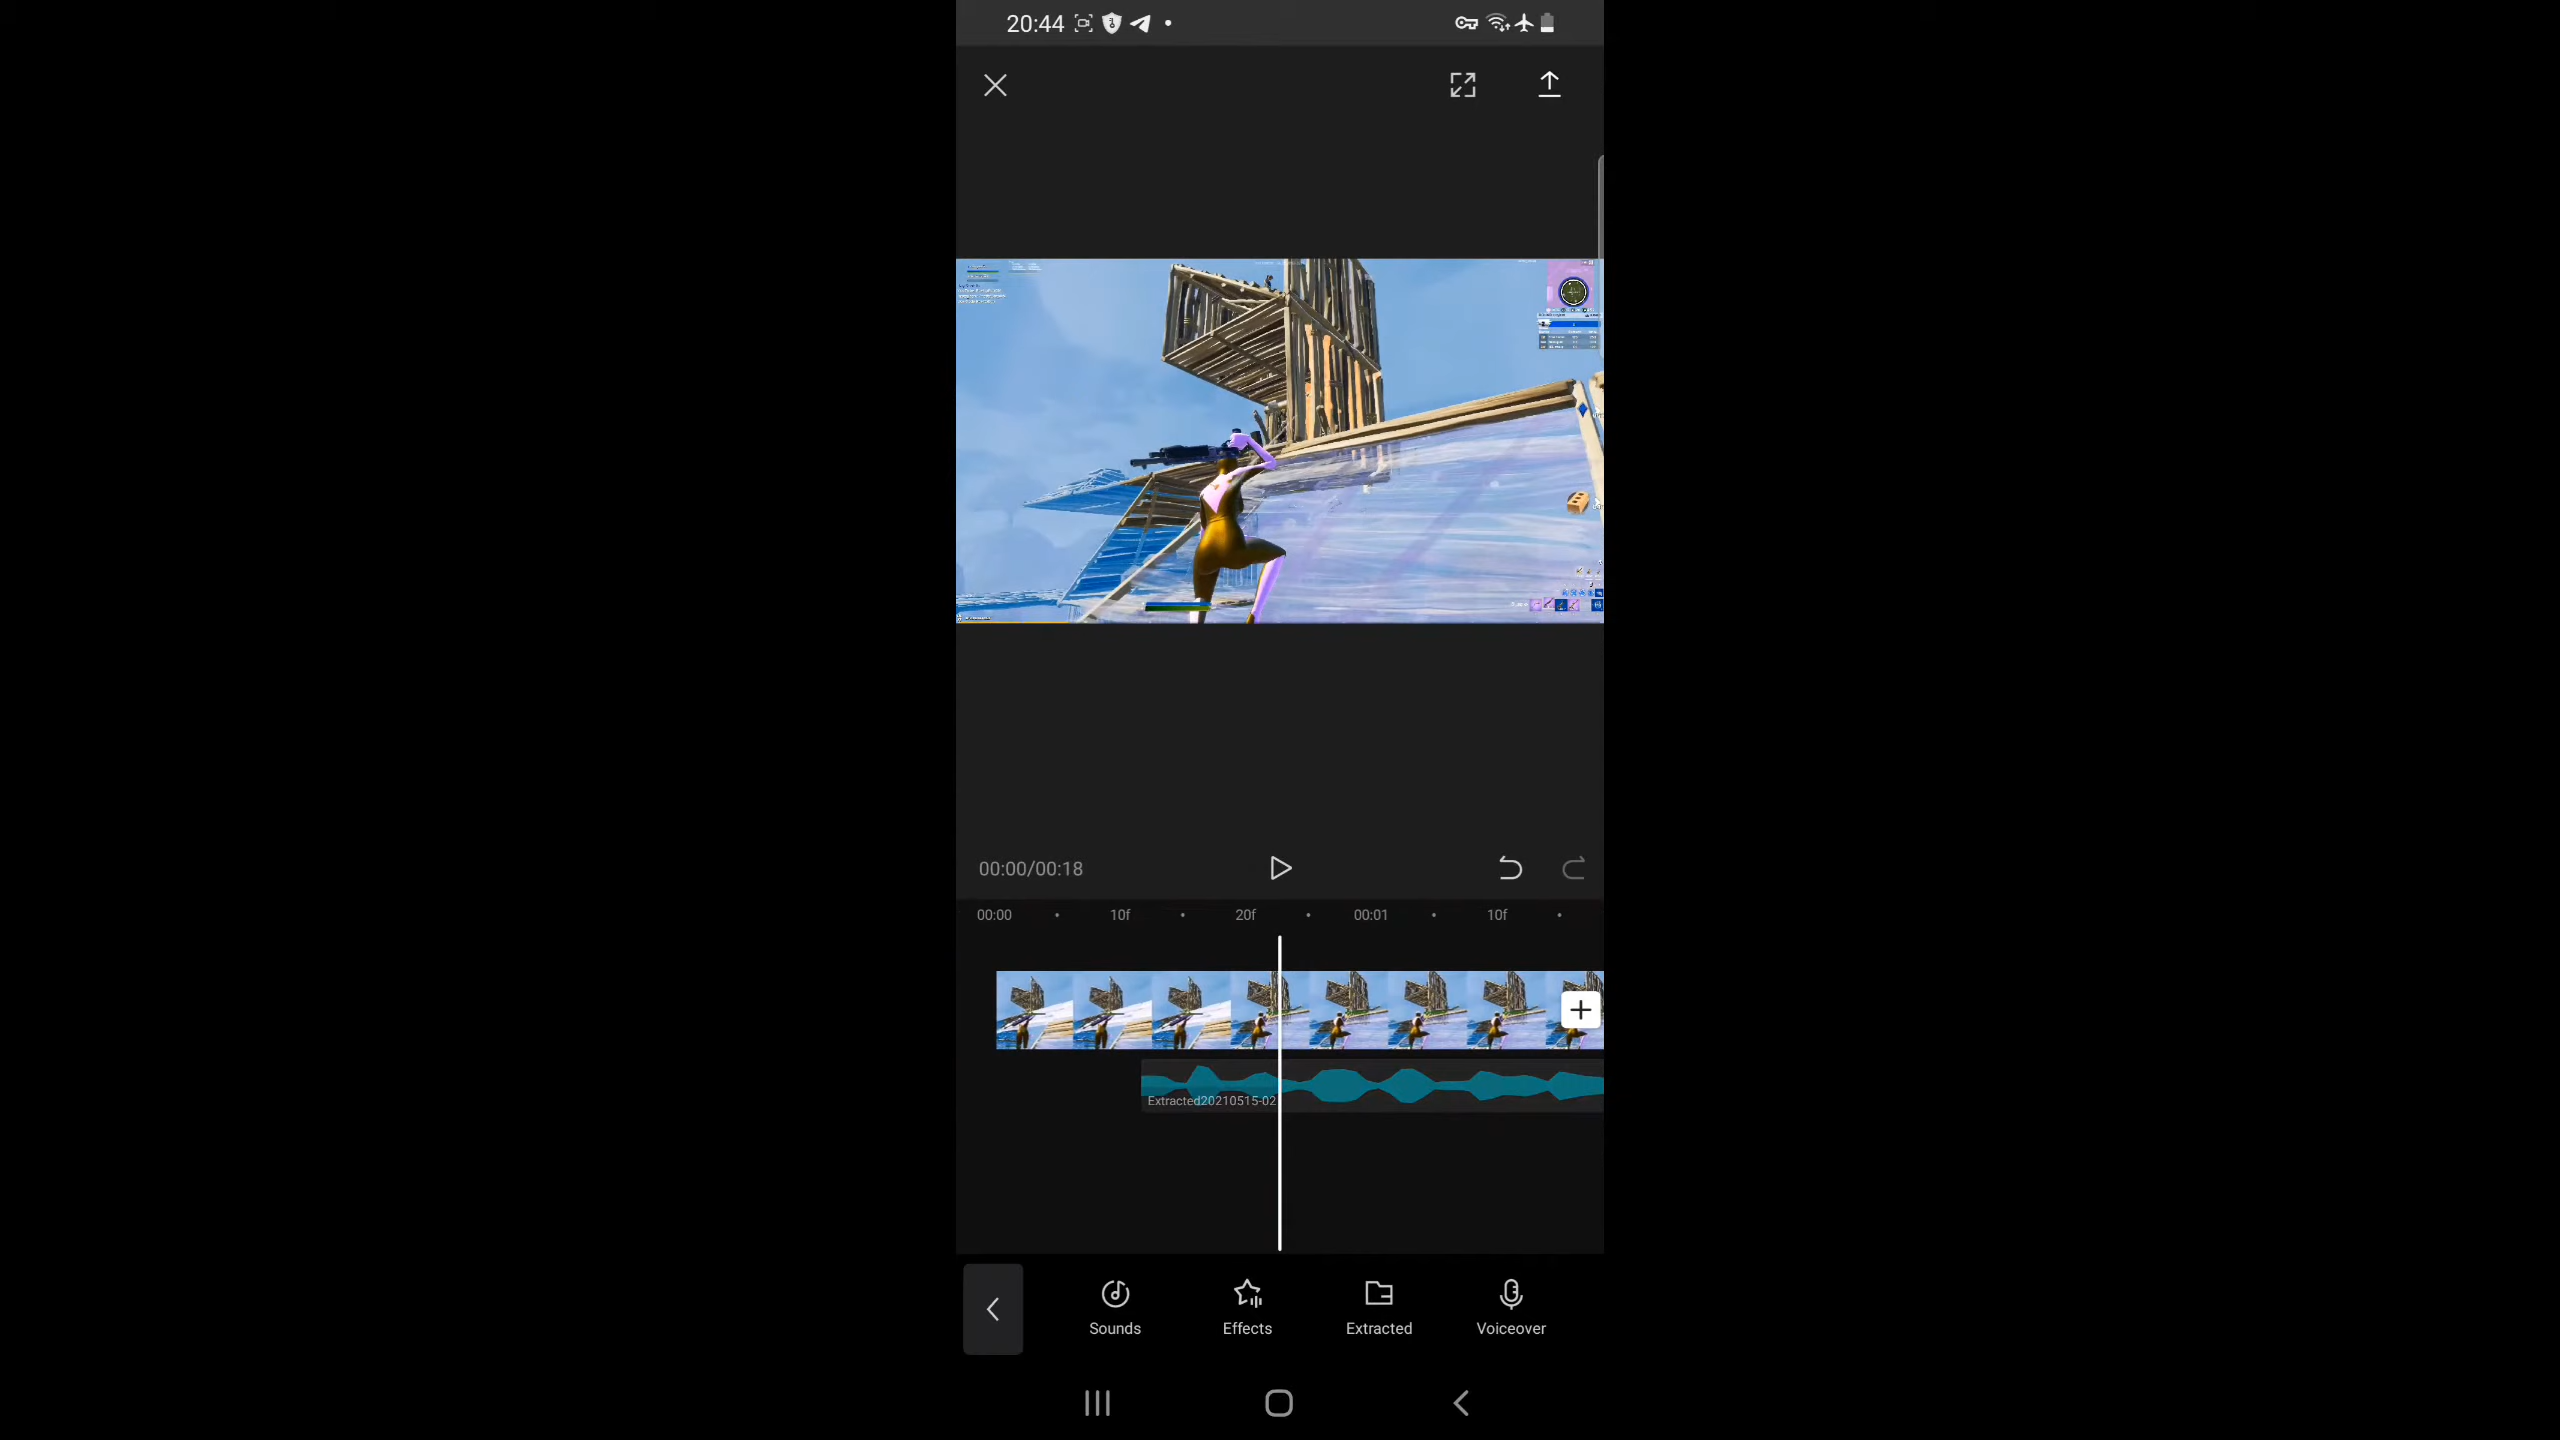 20:44
00:00/00:18
00:00 10f 20f 00:01 10f
Extracted20210515-02
Sounds Effects Extracted Voiceover